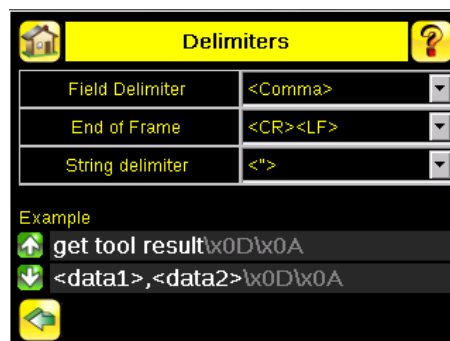 Delimiters
?
Field Delimiter <Comma>
End of Frame <CR><LF>
String delimiter <">
Example
get tool result\x0D\x0A
<data1>,<data2>\x0D\x0A